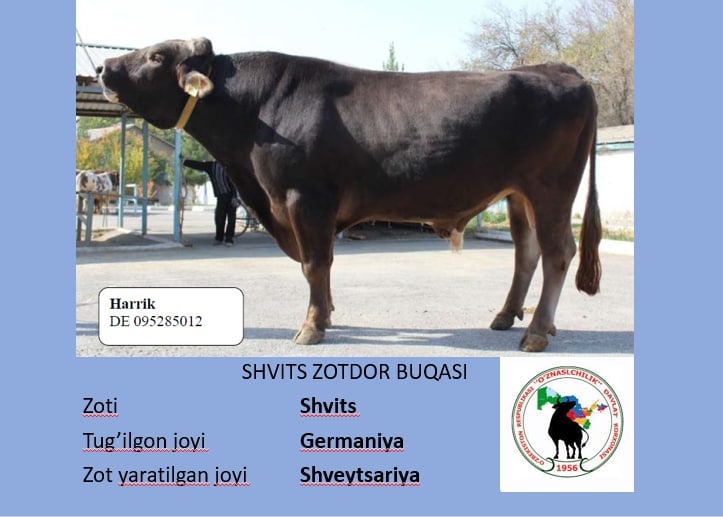 Harrik
DE 095285012
SHVITS ZOTDOR BUQASI
Zoti Shvits
Tug’ilgon joyi Germaniya
Zot yaratilgan joyi Shveytsariya
O'ZBEKISTON RESPUBLIKASI "O'ZNASLCHILIK" DAVLAT KORXONASI
1956